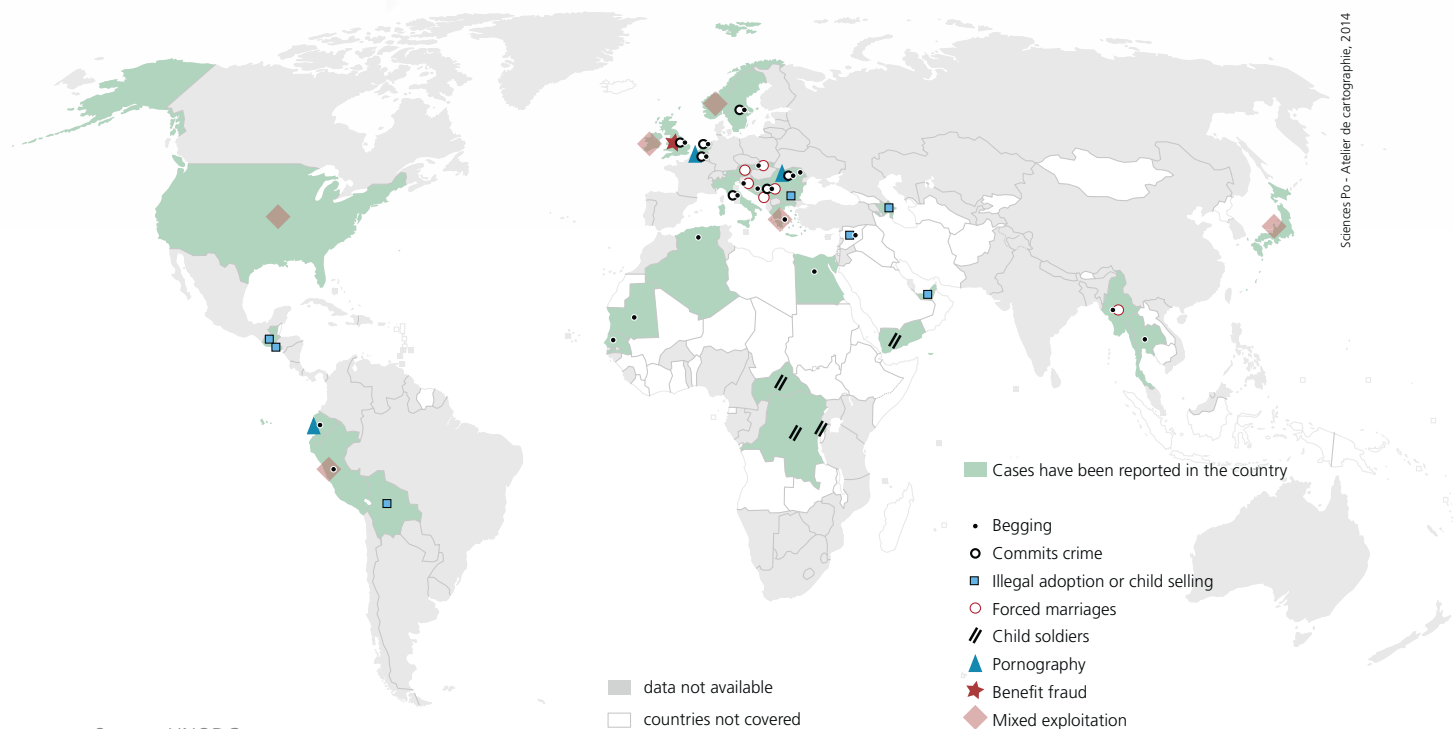 Sciences Po - Atelier de cartographie, 2014
Cases have been reported in the country
Begging
Commits crime
Illegal adoption or child selling
Forced marriages
Child soldiers
Pornography
Benefit fraud
Mixed exploitation
data not available
countries not covered